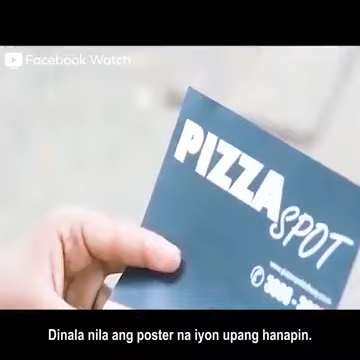 Facebook Watch
PIZZA
SPOT
Dinala nila ang poster na iyon upang hanapin.